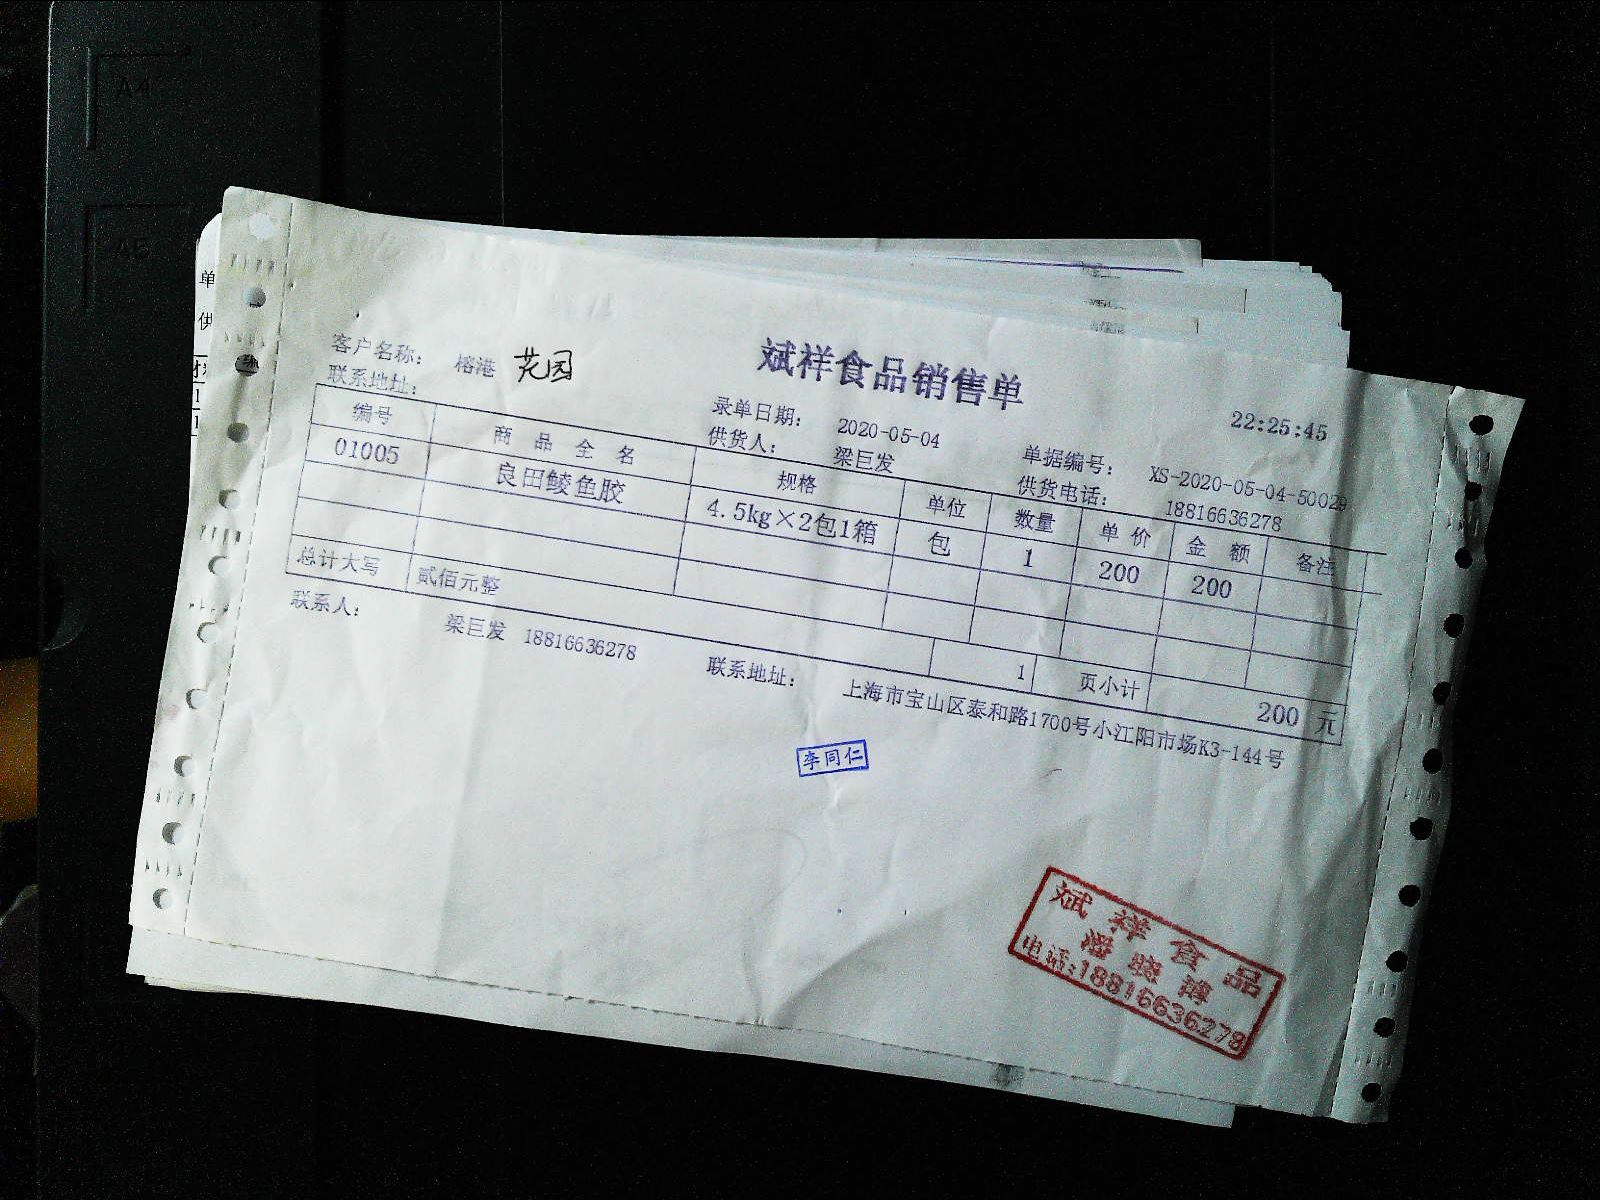 A4
A5
单
供
斌祥食品销售单
22:25:45
客户名称： 榕港 花园
录单日期： 2020-05-04
单据编号： XS-2020-05-04-50029
联系地址：
供货人： 梁巨发
供货电话： 18816636278
编号 商 品 全 名 规格 单位 数量 单 价 金 额 备注
01005 良田鲮鱼胶 4.5kg×2包1箱 包 1 200 200
总计大写 贰佰元整 1 页小计 200 元
联系人： 梁巨发 18816636278 联系地址： 上海市宝山区泰和路1700号小江阳市场K3-144号
李同仁
斌祥食品
潘晓
电话:18816636278